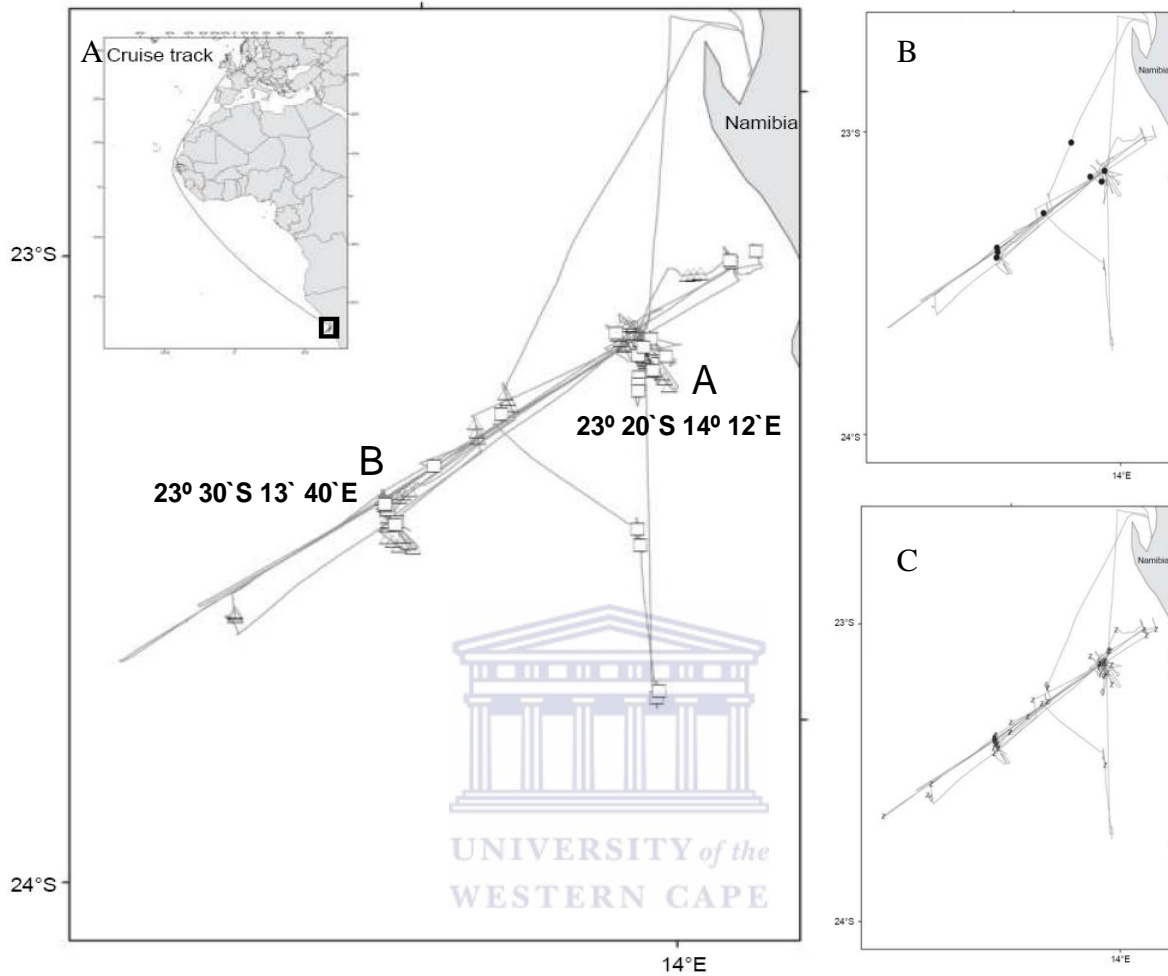 A
Cruise track
Namibia
23°S
A
23º 20`S 14º 12`E
B
23º 30`S 13` 40`E
24°S
14°E
UNIVERSITY of the
WESTERN CAPE
B
Namibia
23°S
24°S
14°E
C
Namibia
23°S
24°S
14°E